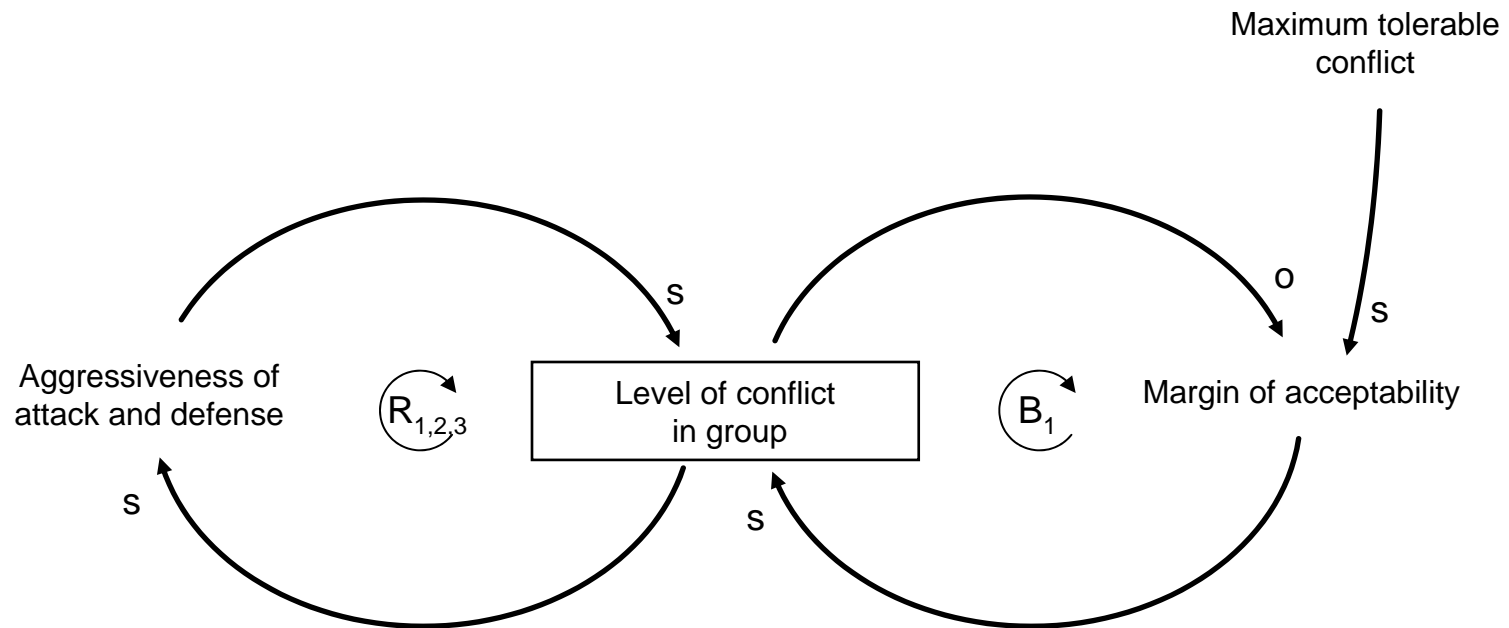 Maximum tolerable
conflict
s
o
s
Aggressiveness of
attack and defense
R1,2,3
Level of conflict
in group
B1
Margin of acceptability
s
s